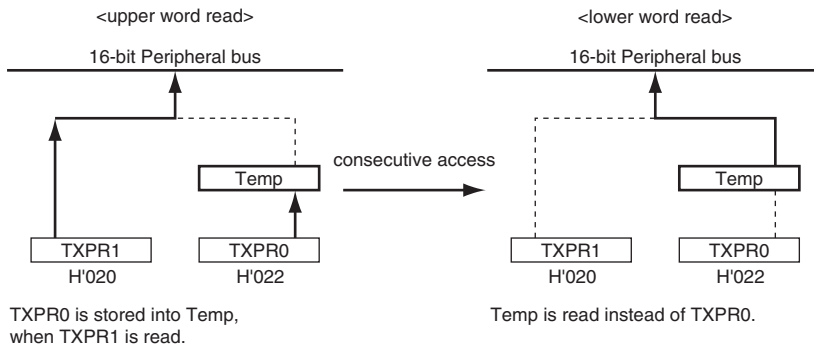 <upper word read>
16-bit Peripheral bus
Temp
TXPR1
TXPR0
H'020
H'022
TXPR0 is stored into Temp,
when TXPR1 is read.
consecutive access
<lower word read>
16-bit Peripheral bus
Temp
TXPR1
TXPR0
H'020
H'022
Temp is read instead of TXPR0.